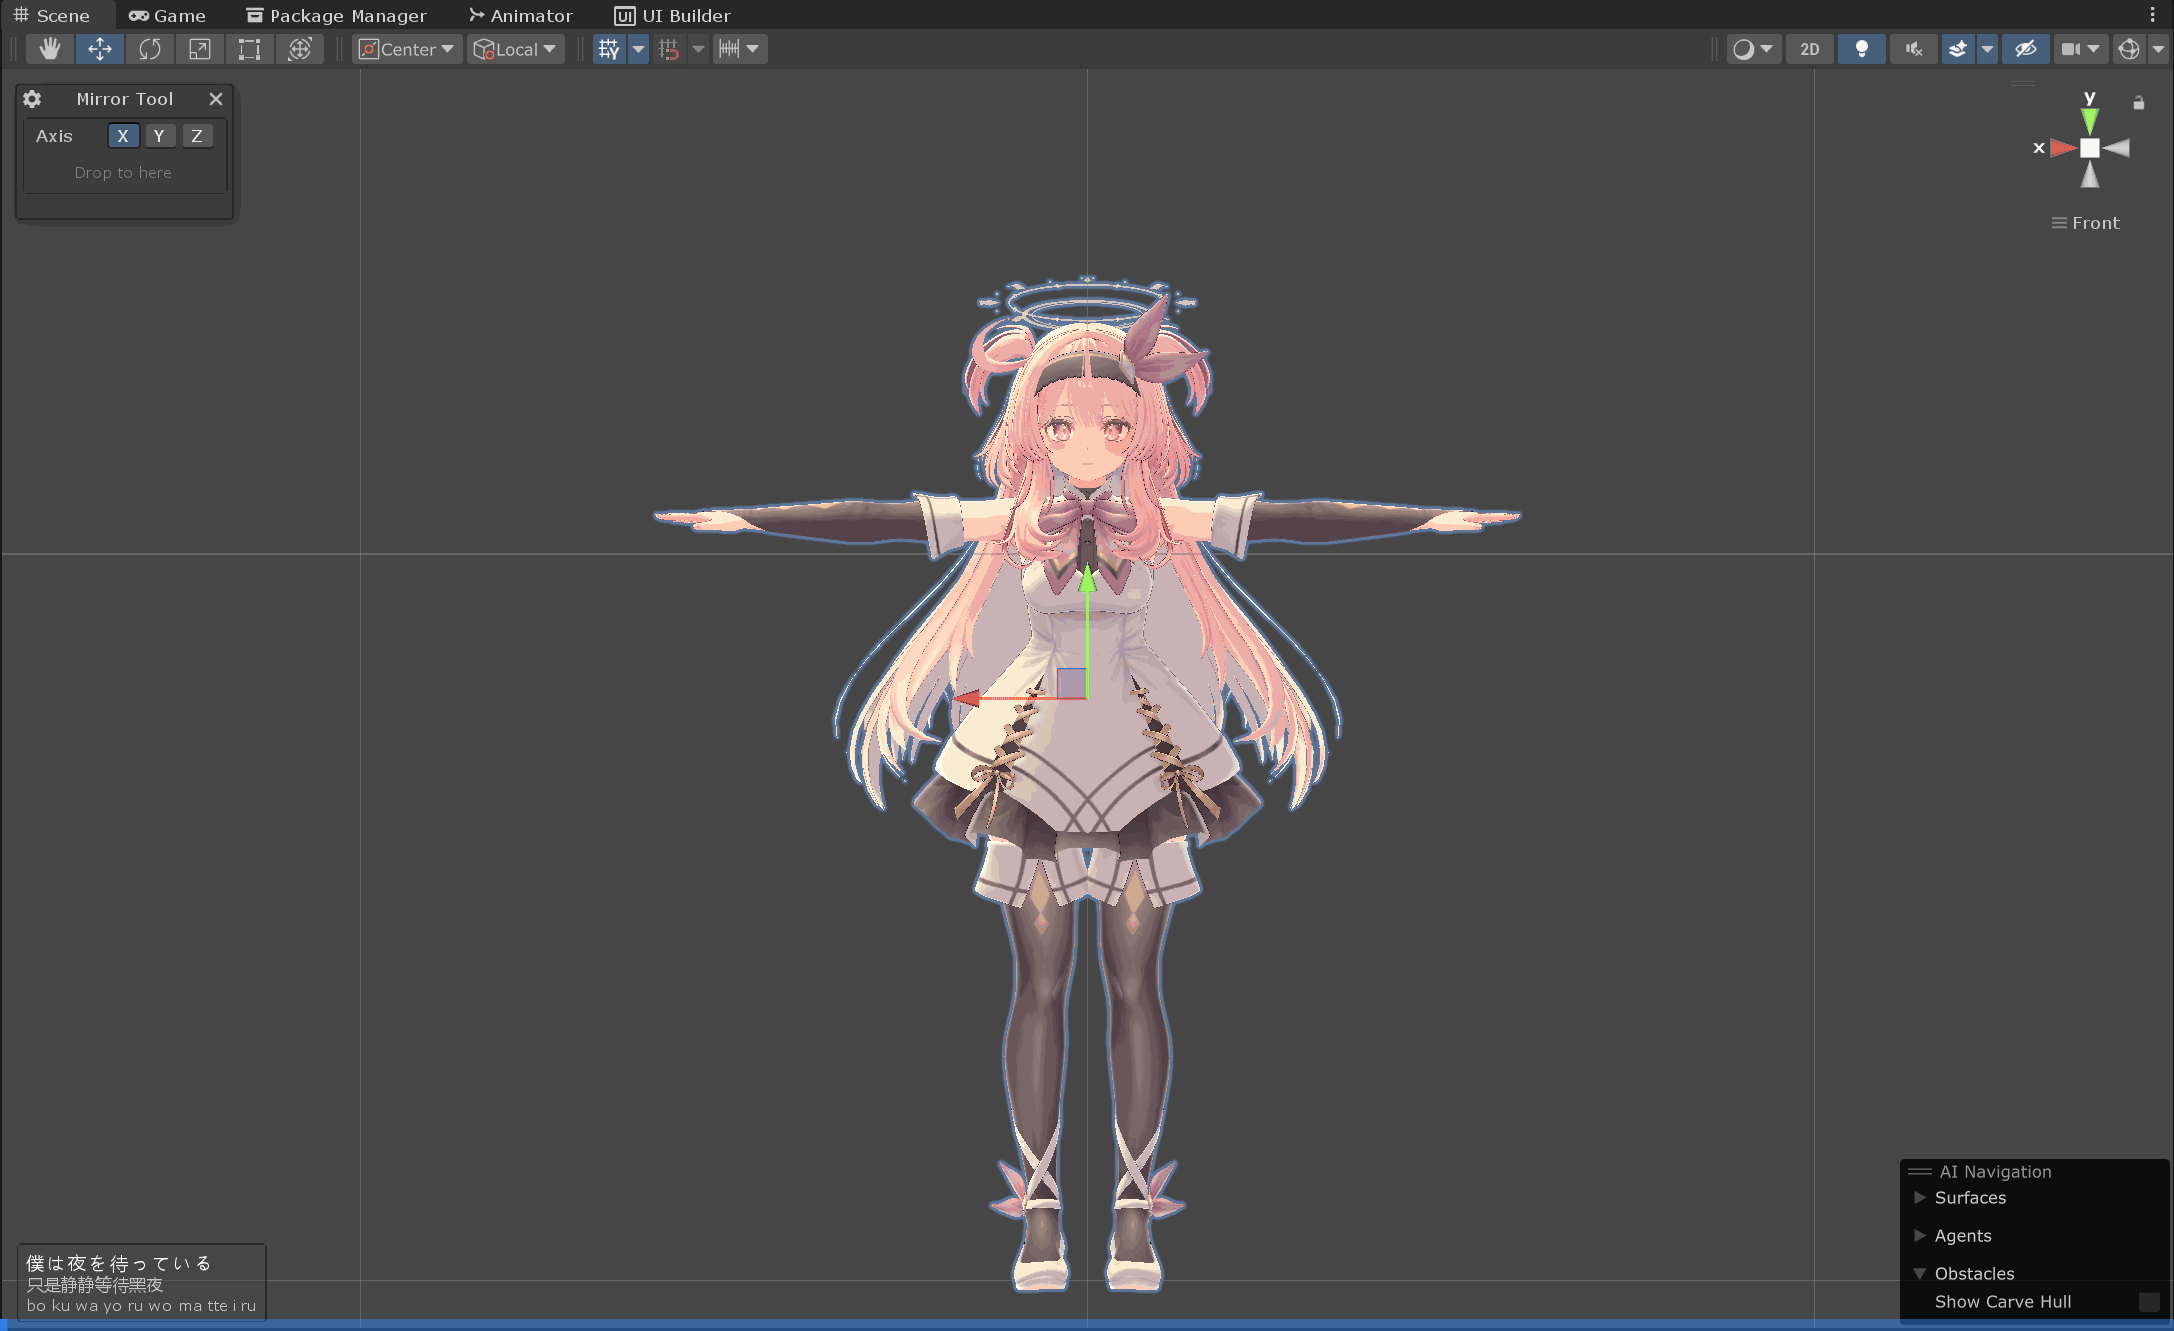 Scene Game Package Manager Animator UI UI Builder
Center Local 2D
Mirror Tool
Axis X Y Z
Drop to here
y
x
Front
AI Navigation
Surfaces
Agents
Obstacles
Show Carve Hull
僕は夜を待っている
只是静静等待黑夜
bo ku wa yo ru wo ma tte i ru